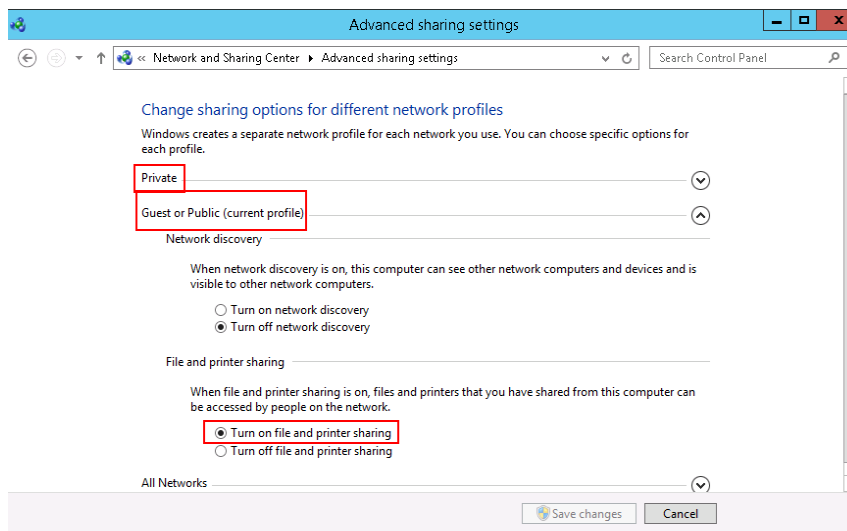 Advanced sharing settings
« Network and Sharing Center Advanced sharing settings
Search Control Panel
Change sharing options for different network profiles
Windows creates a separate network profile for each network you use. You can choose specific options for
each profile.
Private
Guest or Public (current profile)
Network discovery
When network discovery is on, this computer can see other network computers and devices and is
visible to other network computers.
Turn on network discovery
Turn off network discovery
File and printer sharing
When file and printer sharing is on, files and printers that you have shared from this computer can
be accessed by people on the network.
Turn on file and printer sharing
Turn off file and printer sharing
All Networks
Save changes
Cancel